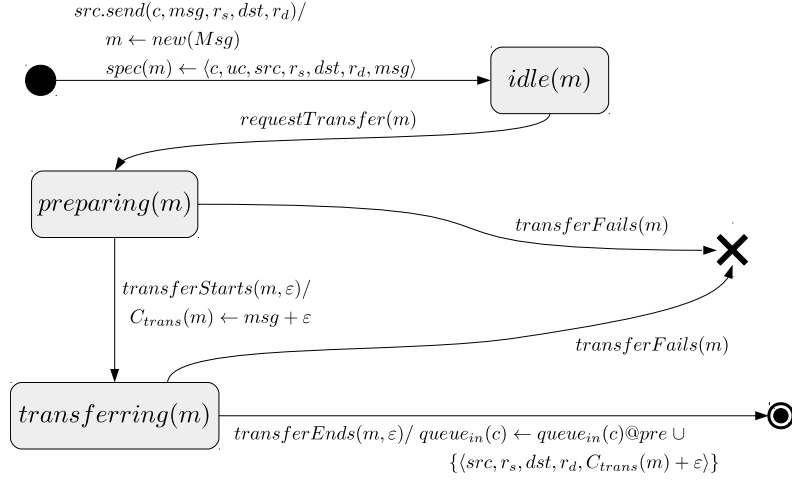 src.send(c, msg, r_s, dst, r_d)/
m ← new(Msg)
spec(m) ← ⟨c, uc, src, r_s, dst, r_d, msg⟩
idle(m)
requestTransfer(m)
preparing(m)
transferFails(m)
transferStarts(m, ε)/
C_trans(m) ← msg + ε
transferFails(m)
transferring(m)
transferEnds(m, ε)/ queue_in(c) ← queue_in(c)@pre ∪
{⟨src, r_s, dst, r_d, C_trans(m) + ε⟩}